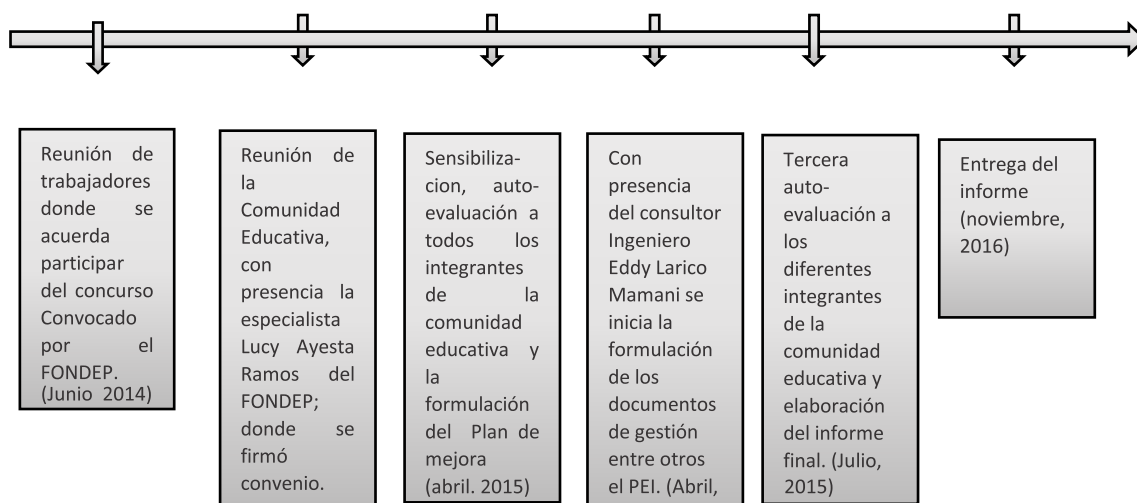 Reunión de
trabajadores
donde se
acuerda
participar
del concurso
Convocado
por el
FONDEP.
(Junio 2014)
Reunión de
la
Comunidad
Educativa,
con
presencia la
especialista
Lucy Ayesta
Ramos del
FONDEP;
donde se
firmó
convenio.
Sensibiliza-
cion, auto-
evaluación a
todos los
integrantes
de la
comunidad
educativa y
la
formulación
del Plan de
mejora
(abril. 2015)
Con
presencia
del consultor
Ingeniero
Eddy Larico
Mamani se
inicia la
formulación
de los
documentos
de gestión
entre otros
el PEI. (Abril,
Tercera
auto-
evaluación a
los
diferentes
integrantes
de la
comunidad
educativa y
elaboración
del informe
final. (Julio,
2015)
Entrega del
informe
(noviembre,
2016)